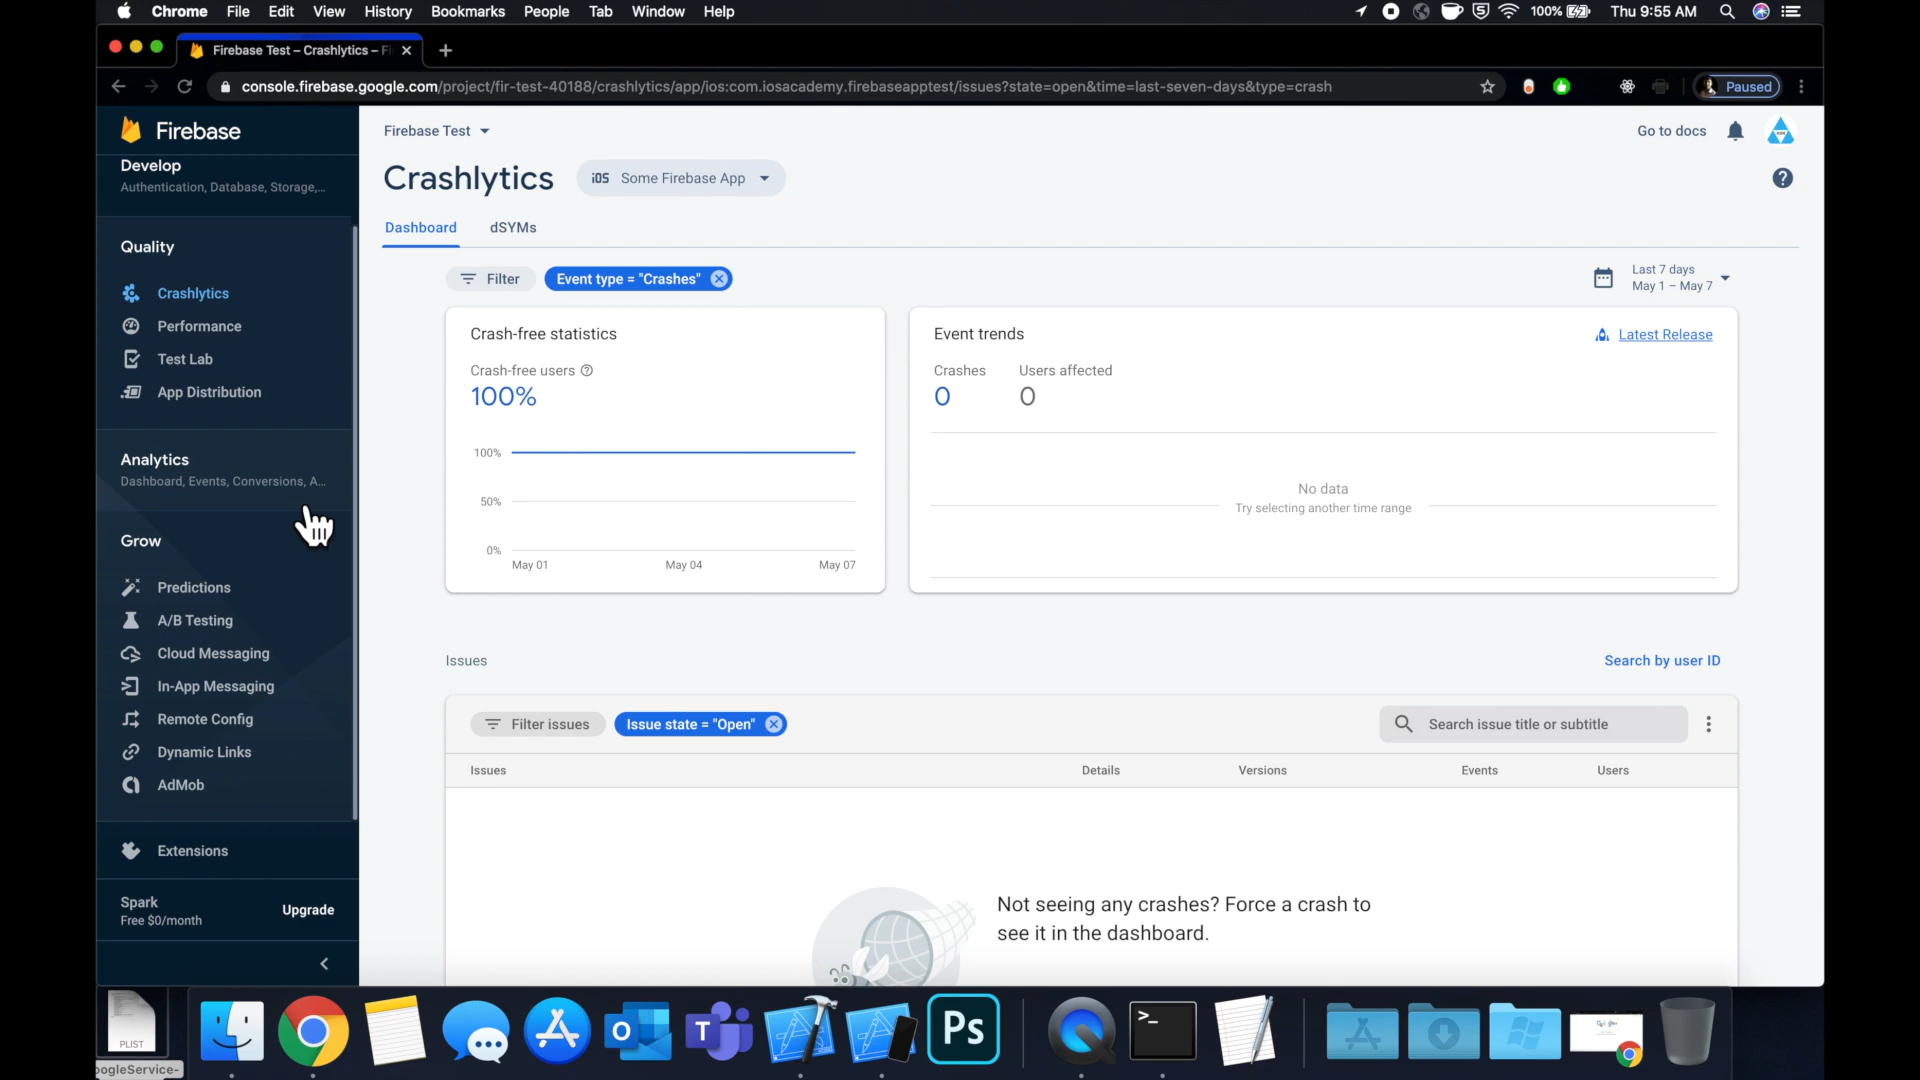 Chrome File Edit View History Bookmarks People Tab Window Help
100% Thu 9:55 AM
Firebase Test – Crashlytics – Fi
console.firebase.google.com/project/fir-test-40188/crashlytics/app/ios:com.iosacademy.firebaseapptest/issues?state=open&time=last-seven-days&type=crash
Paused
Firebase
Develop
Authentication, Database, Storage,...
Quality
Crashlytics
Performance
Test Lab
App Distribution
Analytics
Dashboard, Events, Conversions, A...
Grow
Predictions
A/B Testing
Cloud Messaging
In-App Messaging
Remote Config
Dynamic Links
AdMob
Extensions
Spark
Free $0/month
Upgrade
Firebase Test
Go to docs
Crashlytics
iOS Some Firebase App
Dashboard dSYMs
Filter
Event type = "Crashes"
Last 7 days
May 1 – May 7
Crash-free statistics
Crash-free users
100%
100%
50%
0%
May 01 May 04 May 07
Event trends
Latest Release
Crashes Users affected
0 0
No data
Try selecting another time range
Issues
Search by user ID
Filter issues
Issue state = "Open"
Search issue title or subtitle
Issues Details Versions Events Users
Not seeing any crashes? Force a crash to
see it in the dashboard.
PLIST
oogleService-
Ps